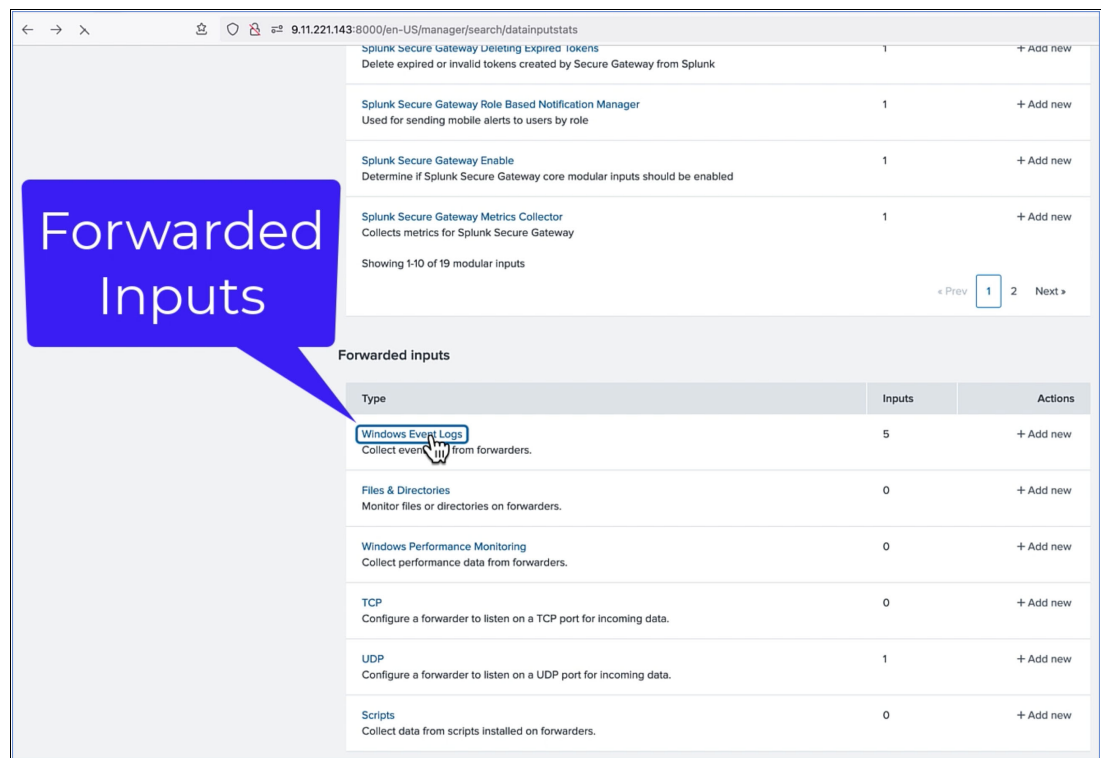 9.11.221.143:8000/en-US/manager/search/datainputstats
Splunk Secure Gateway Deleting Expired Tokens 1 + Add new
Delete expired or invalid tokens created by Secure Gateway from Splunk
Splunk Secure Gateway Role Based Notification Manager 1 + Add new
Used for sending mobile alerts to users by role
Splunk Secure Gateway Enable 1 + Add new
Determine if Splunk Secure Gateway core modular inputs should be enabled
Splunk Secure Gateway Metrics Collector 1 + Add new
Collects metrics for Splunk Secure Gateway
Showing 1-10 of 19 modular inputs
« Prev 1 2 Next »
Forwarded
Inputs
Forwarded inputs
Type Inputs Actions
Windows Event Logs 5 + Add new
Collect even from forwarders.
Files & Directories 0 + Add new
Monitor files or directories on forwarders.
Windows Performance Monitoring 0 + Add new
Collect performance data from forwarders.
TCP 0 + Add new
Configure a forwarder to listen on a TCP port for incoming data.
UDP 1 + Add new
Configure a forwarder to listen on a UDP port for incoming data.
Scripts 0 + Add new
Collect data from scripts installed on forwarders.